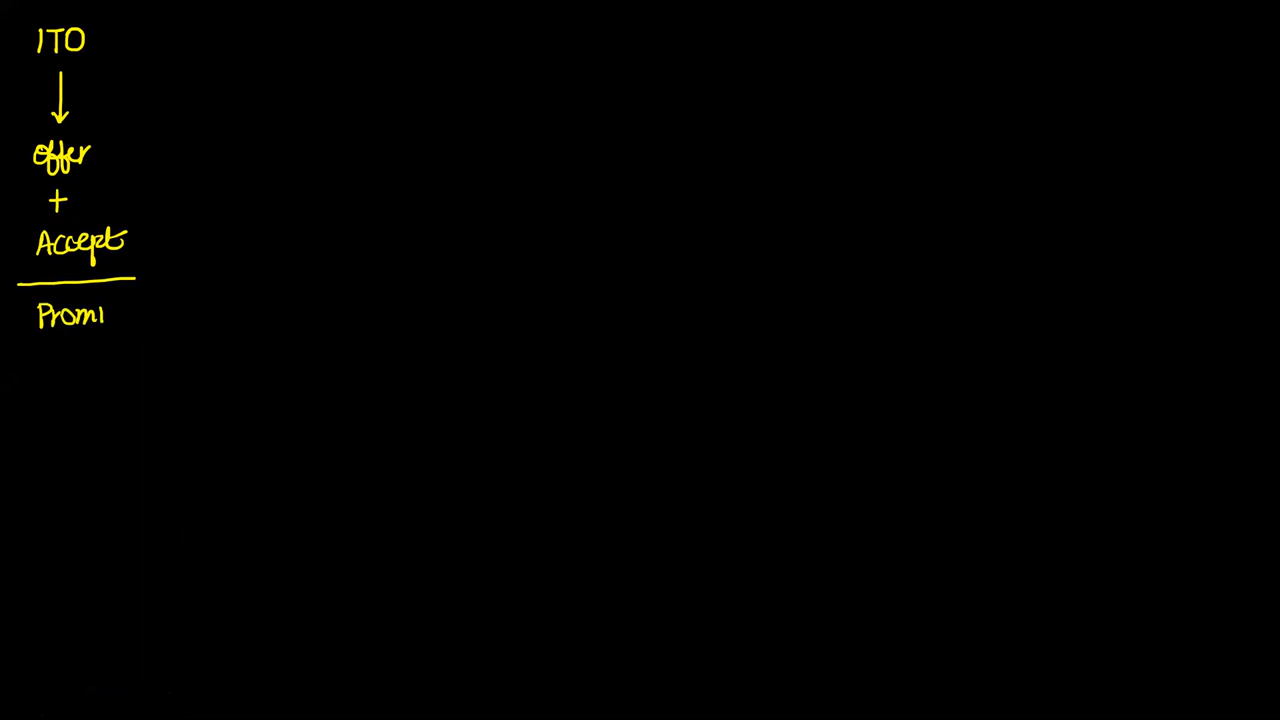 ITO
↓
Offer
+
Accept
Promi